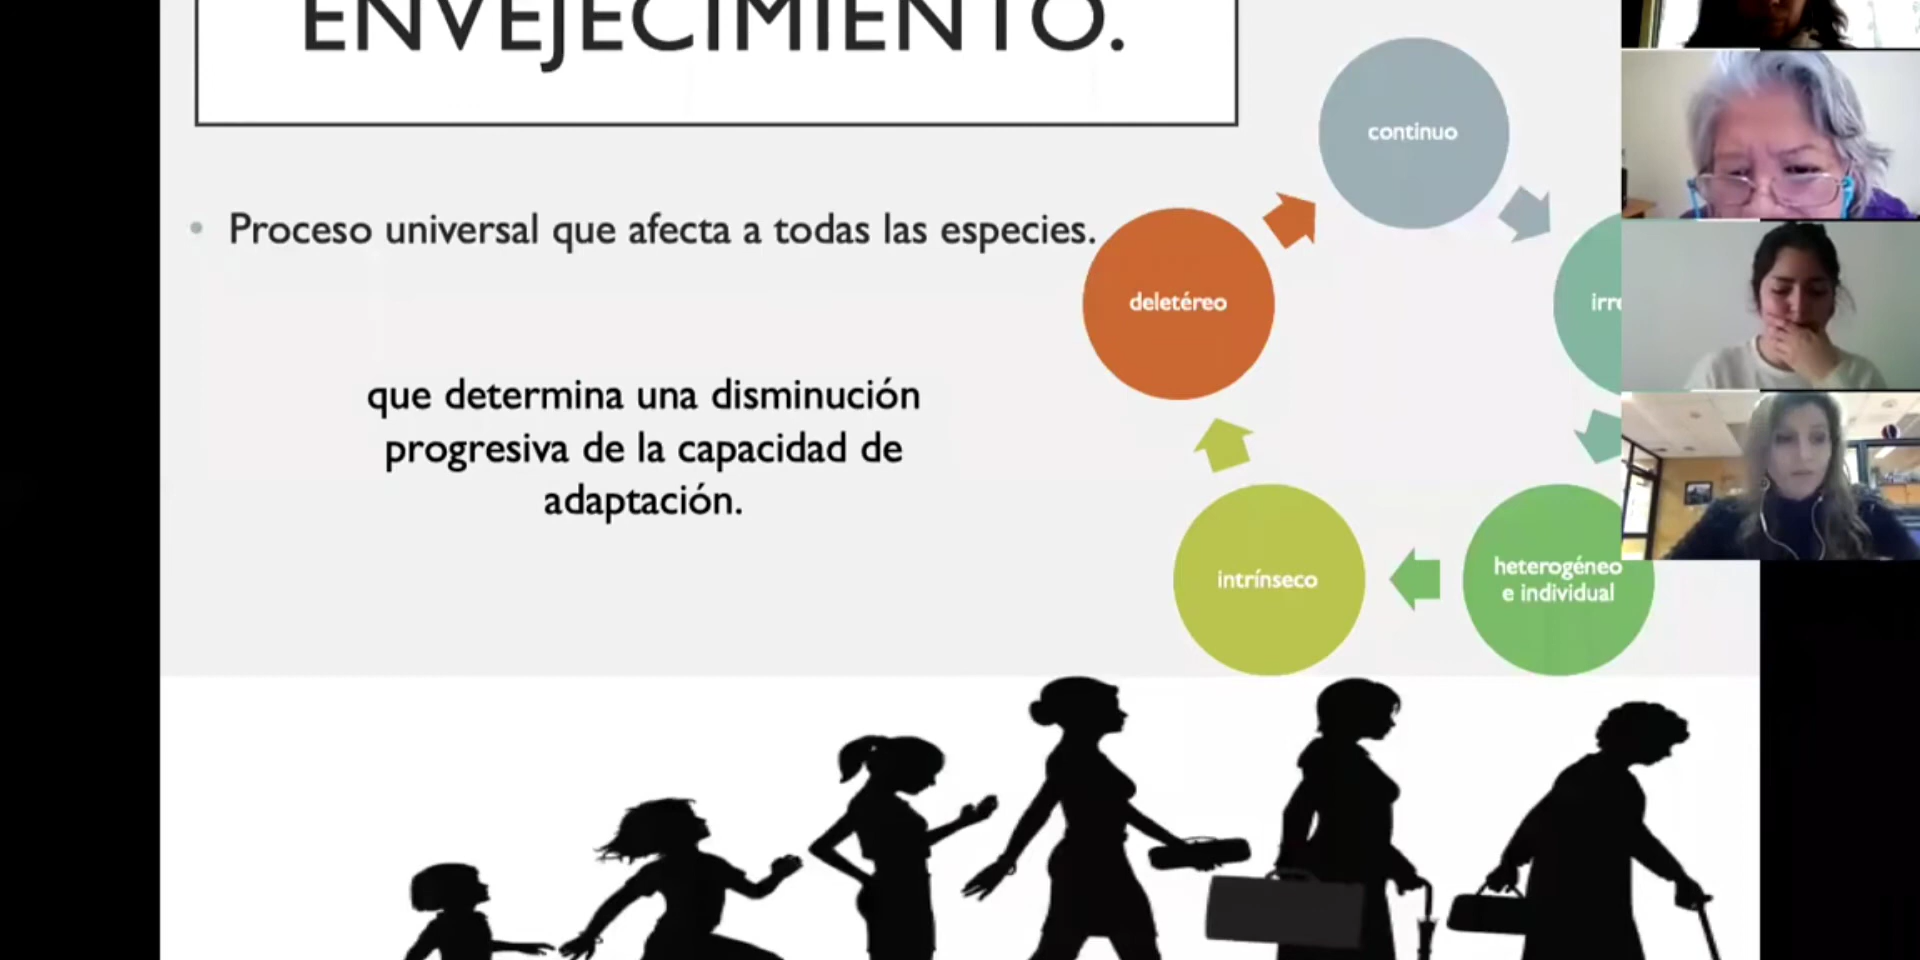 ENVEJECIMIENTO.
• Proceso universal que afecta a todas las especies.
que determina una disminución
progresiva de la capacidad de
adaptación.
continuo
heterogéneo
e individual
intrínseco
deletéreo